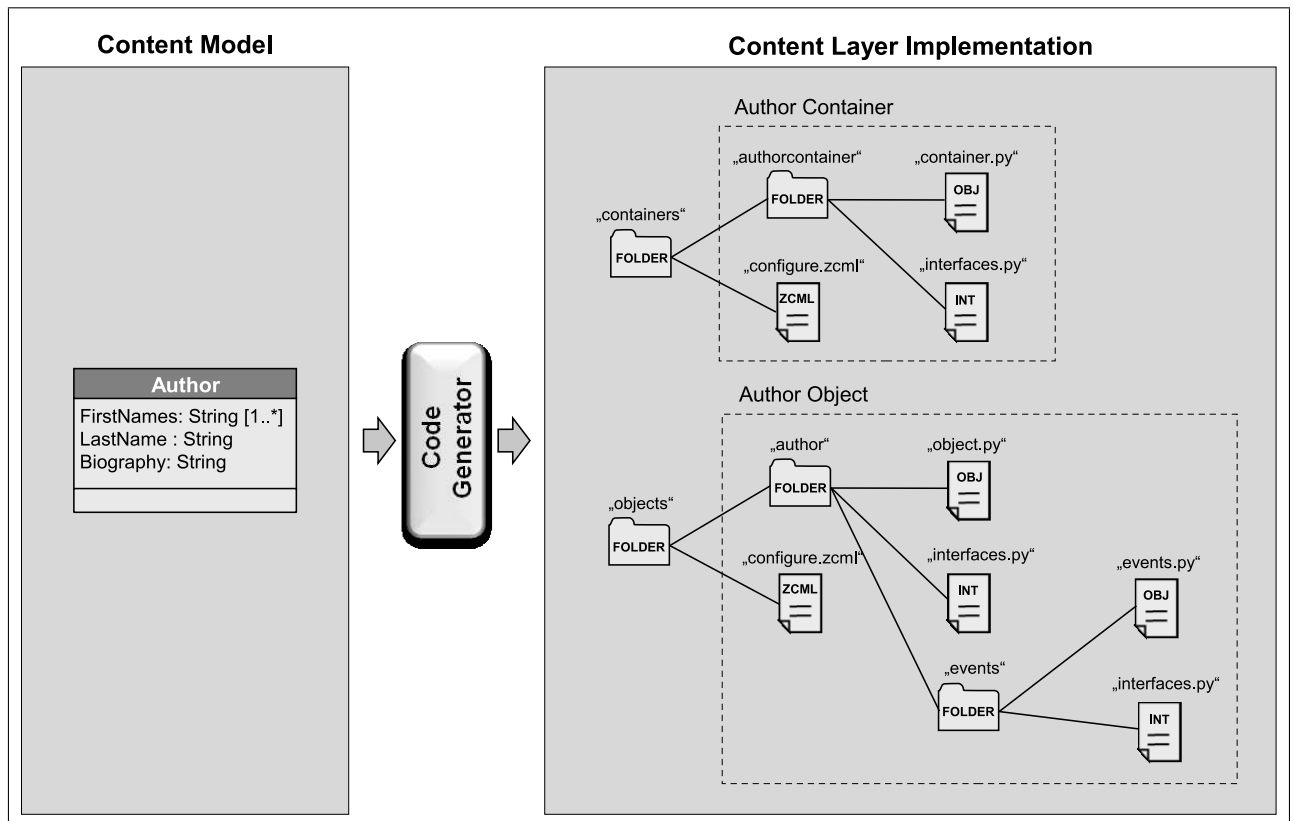 Content Model
Content Layer Implementation
Author
FirstNames: String [1..*]
LastName : String
Biography: String
Code
Generator
Author Container
„authorcontainer“
FOLDER
„container.py“
OBJ
„containers“
FOLDER
„configure.zcml“
ZCML
„interfaces.py“
INT
Author Object
„author“
FOLDER
„object.py“
OBJ
„objects“
FOLDER
„configure.zcml“
ZCML
„interfaces.py“
INT
„events.py“
OBJ
„events“
FOLDER
„interfaces.py“
INT